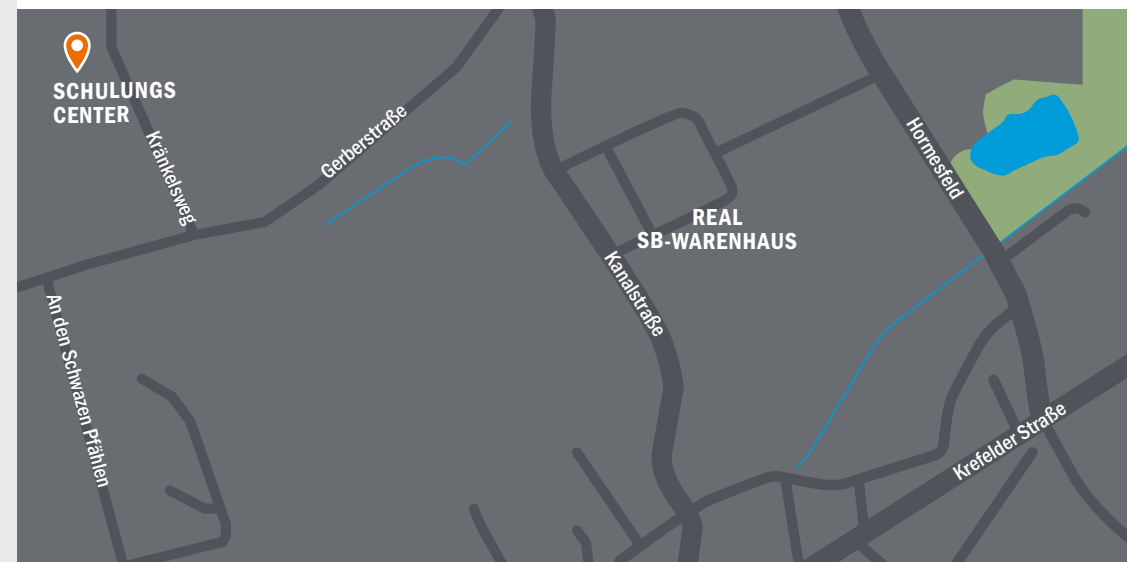 SCHULUNGS
CENTER
Kränkelsweg
Gerberstraße
Hormesfeld
REAL
SB-WARENHAUS
Kanalstraße
An den Schwazen Pfählen
Krefelder Straße